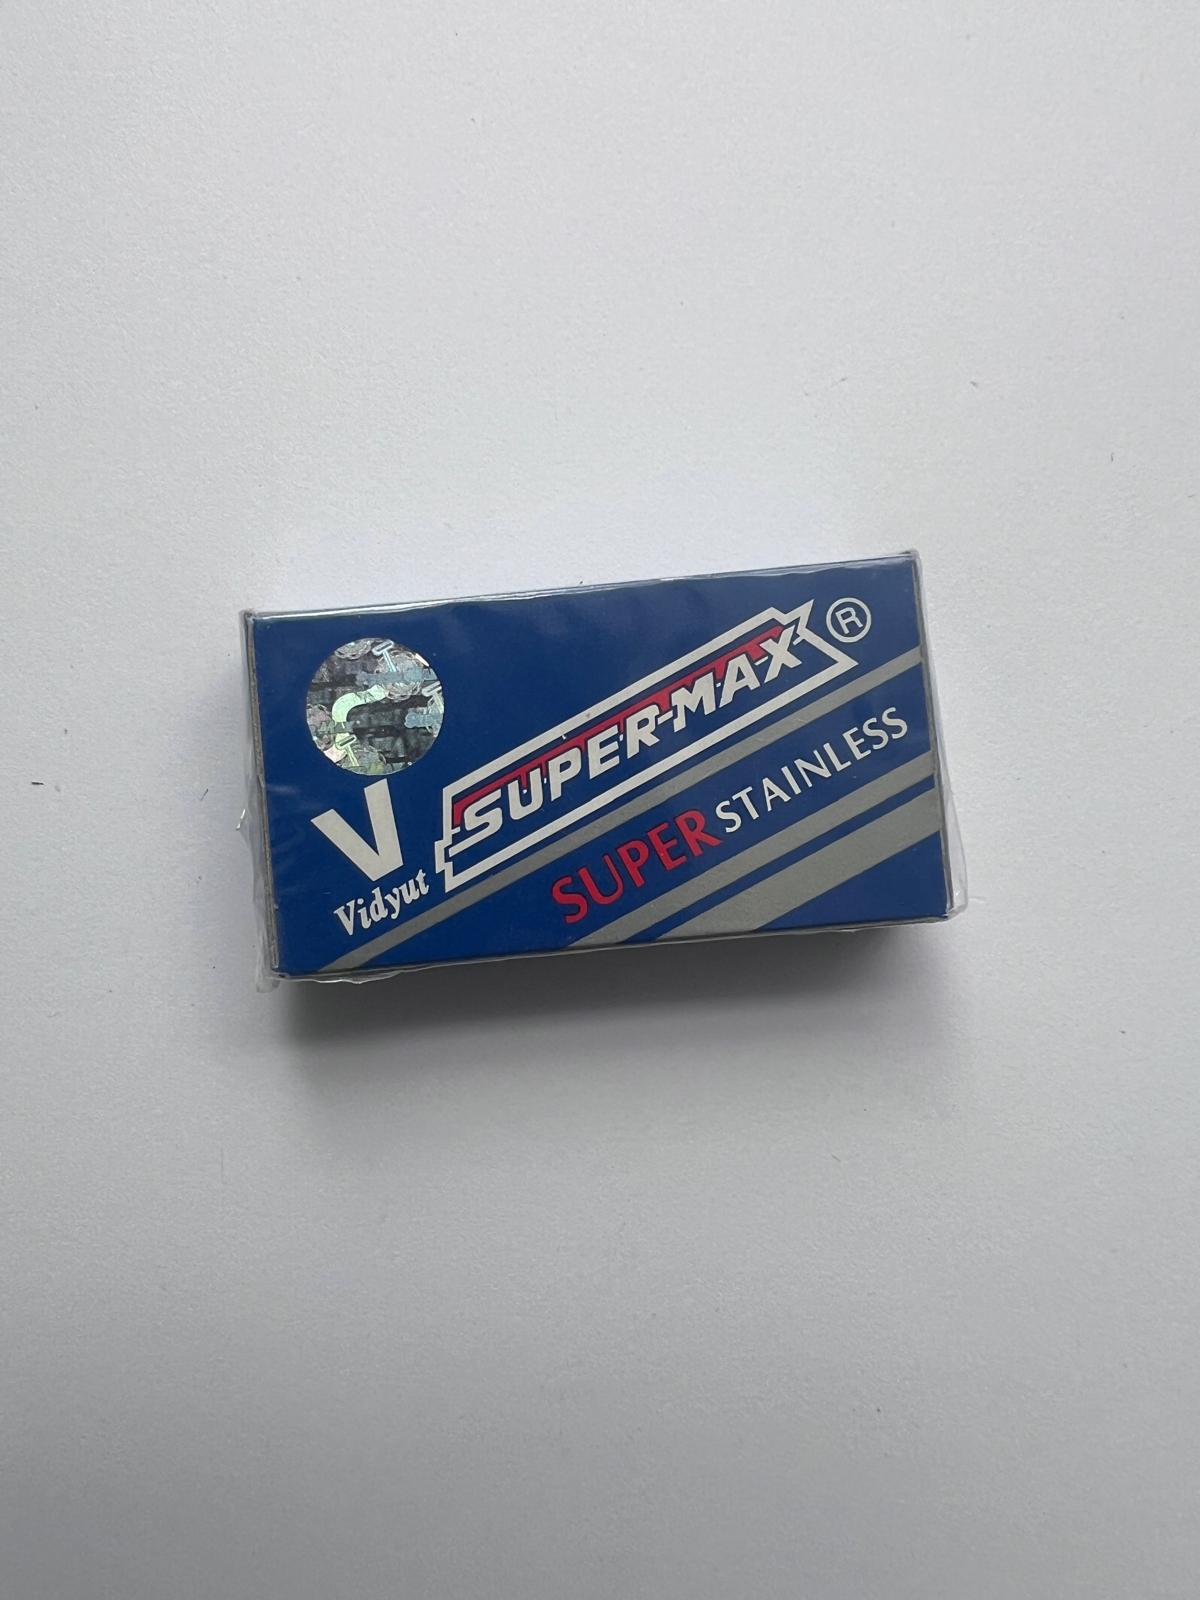 V
Vidyut
SUPER-MAX ®
SUPER STAINLESS